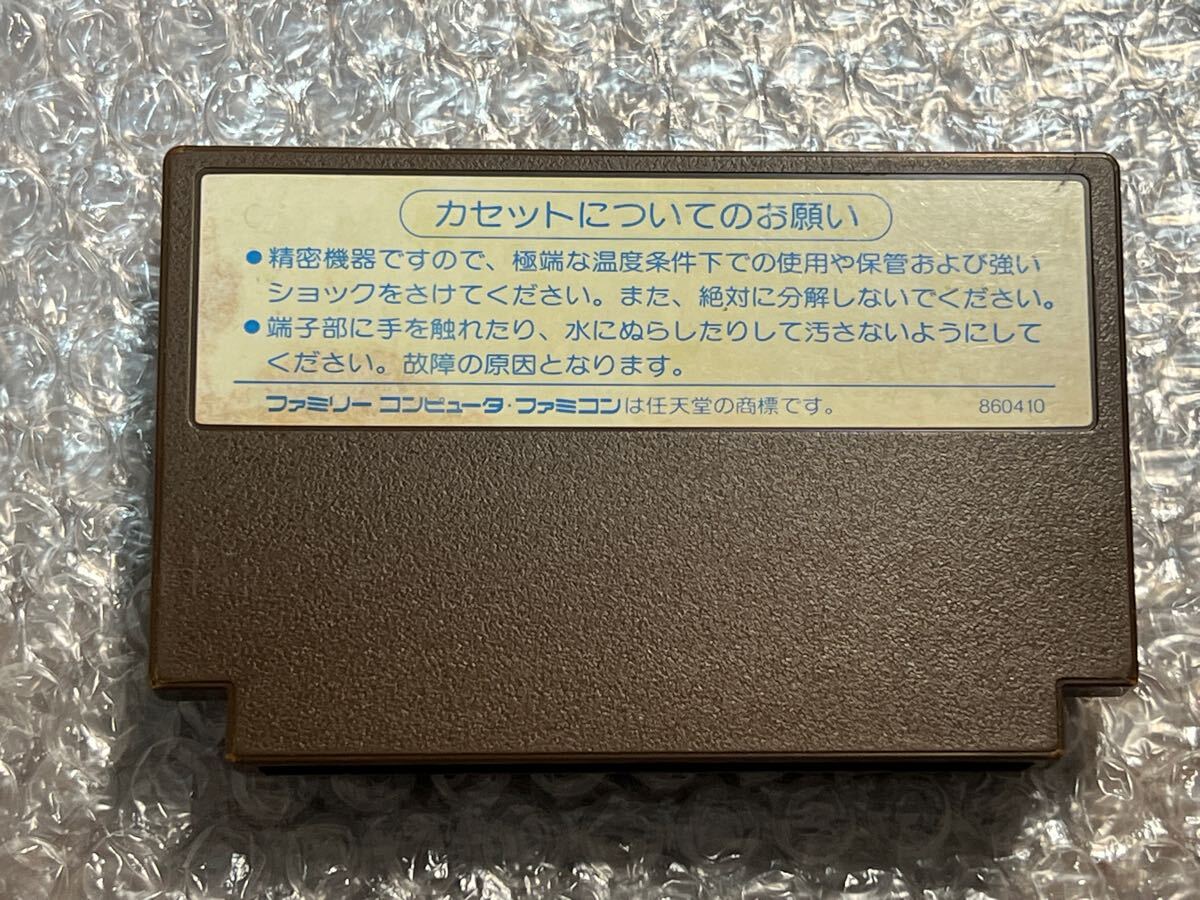 カセットについてのお願い
●精密機器ですので、極端な温度条件下での使用や保管および強い
ショックをさけてください。また、絶対に分解しないでください。
●端子部に手を触れたり、水にぬらしたりして汚さないようにして
ください。故障の原因となります。
ファミリー コンピュータ・ファミコンは任天堂の商標です。 860410